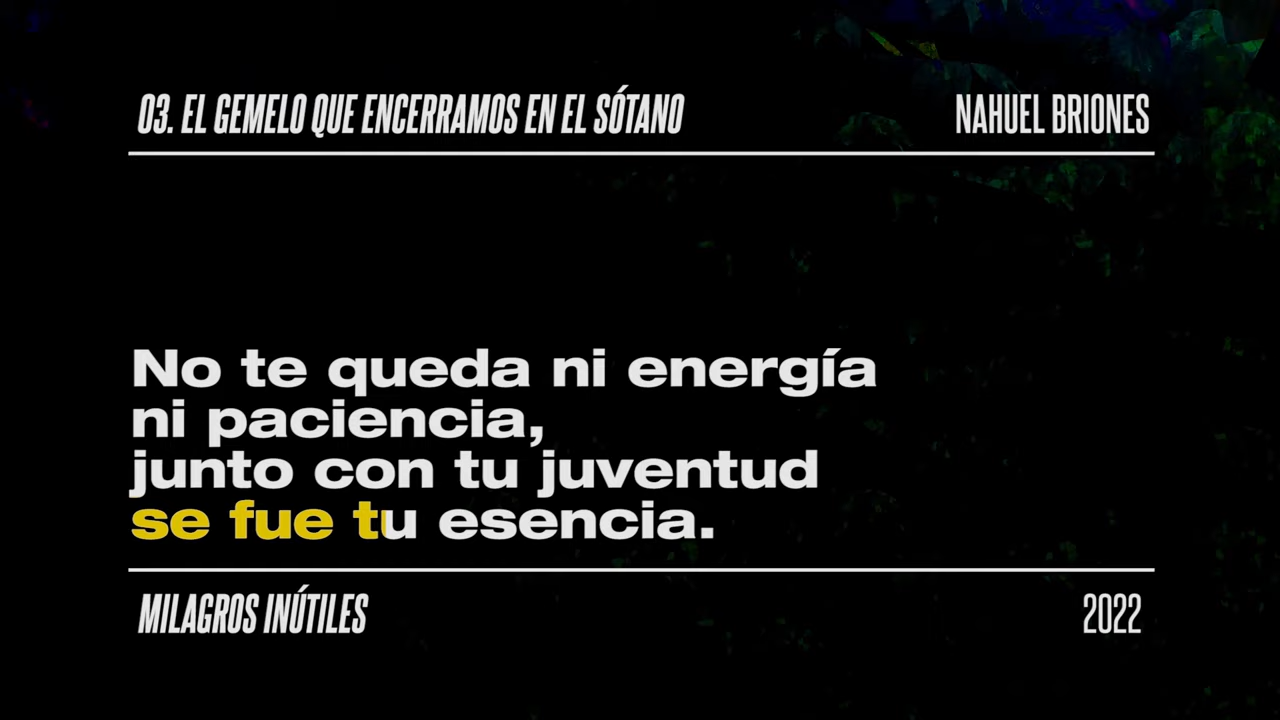 03. EL GEMELO QUE ENCERRAMOS EN EL SÓTANO
NAHUEL BRIONES
No te queda ni energía
ni paciencia,
junto con tu juventud
se fue tu esencia.
MILAGROS INÚTILES
2022